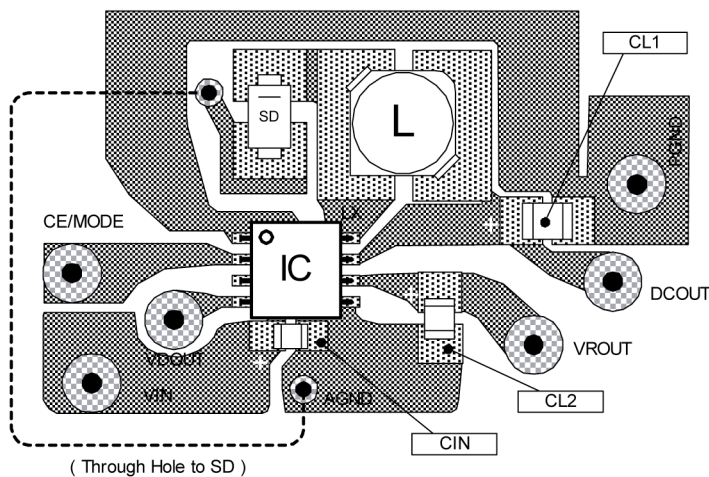 CL1
SD
L
PGND
LX
CE/MODE
IC
DCOUT
VDOUT
VROUT
VIN
AGND
CL2
CIN
( Through Hole to SD )